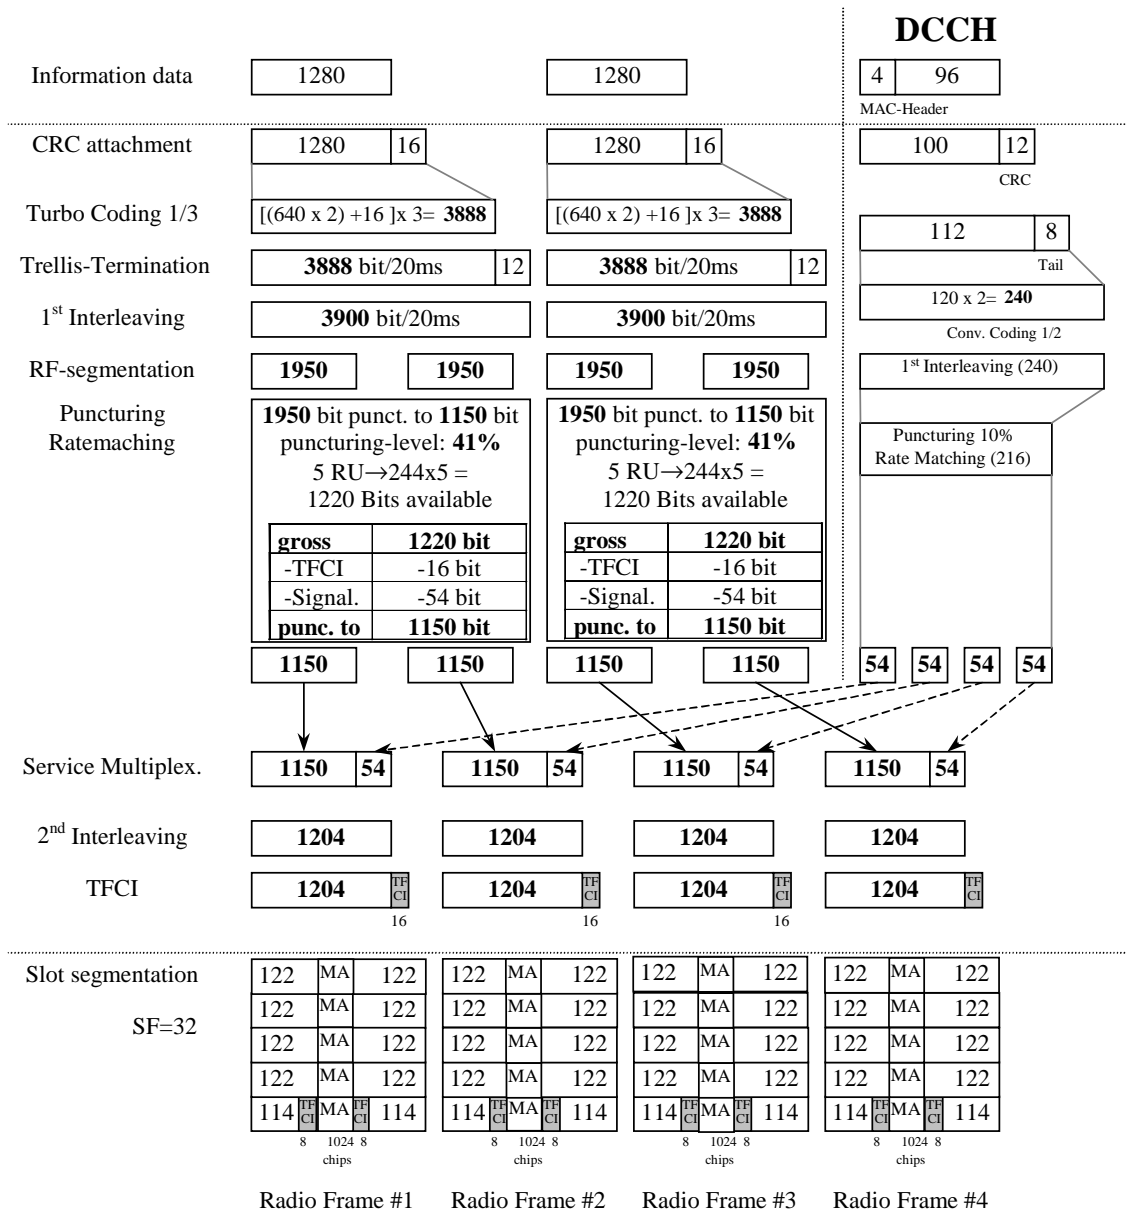 DCCH
Information data 1280 1280 4 96
MAC-Header
CRC attachment 1280 16 1280 16 100 12
CRC
Turbo Coding 1/3 [(640 x 2) +16 ]x 3= 3888 [(640 x 2) +16 ]x 3= 3888
112 8
Trellis-Termination 3888 bit/20ms 12 3888 bit/20ms 12
Tail
120 x 2= 240
1st Interleaving 3900 bit/20ms 3900 bit/20ms
Conv. Coding 1/2
RF-segmentation 1950 1950 1950 1950 1st Interleaving (240)
Puncturing
Ratemaching
1950 bit punct. to 1150 bit
puncturing-level: 41%
5 RU→244x5 =
1220 Bits available
gross 1220 bit
-TFCI -16 bit
-Signal. -54 bit
punc. to 1150 bit
1950 bit punct. to 1150 bit
puncturing-level: 41%
5 RU→244x5 =
1220 Bits available
gross 1220 bit
-TFCI -16 bit
-Signal. -54 bit
punc. to 1150 bit
Puncturing 10%
Rate Matching (216)
1150 1150 1150 1150 54 54 54 54
Service Multiplex. 1150 54 1150 54 1150 54 1150 54
2nd Interleaving 1204 1204 1204 1204
TFCI 1204 TF CI 1204 TF CI 1204 TF CI 1204 TF CI
16 16 16
Slot segmentation 122 MA 122 122 MA 122 122 MA 122 122 MA 122
SF=32 122 MA 122 122 MA 122 122 MA 122 122 MA 122
122 MA 122 122 MA 122 122 MA 122 122 MA 122
122 MA 122 122 MA 122 122 MA 122 122 MA 122
114 TF CI MA TF CI 114 114 TF CI MA TF CI 114 114 TF CI MA TF CI 114 114 TF CI MA TF CI 114
8 1024 8 8 1024 8 8 1024 8 8 1024 8
chips chips chips chips
Radio Frame #1 Radio Frame #2 Radio Frame #3 Radio Frame #4